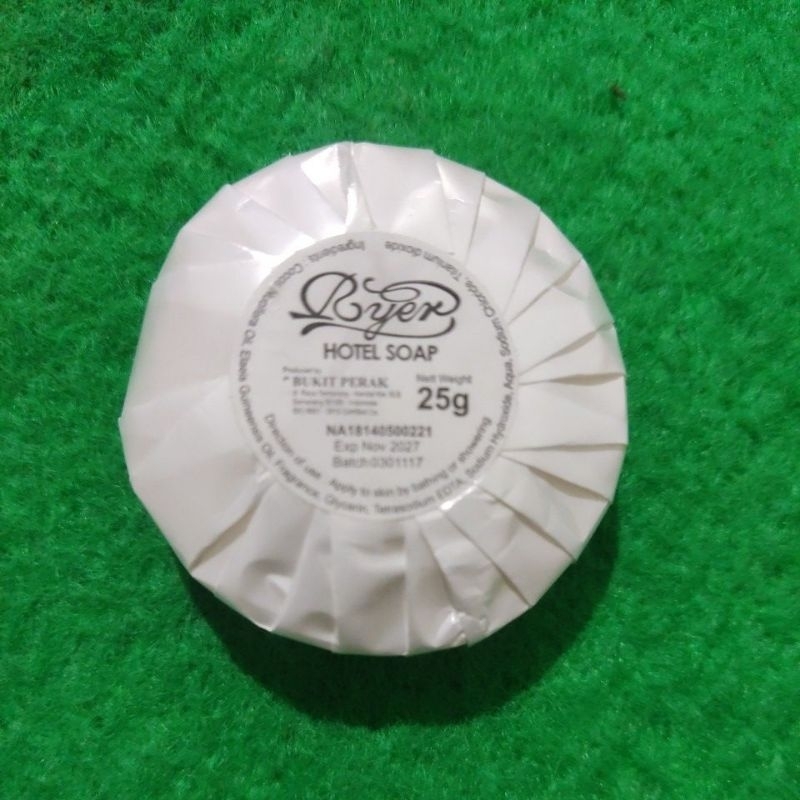 Ryer
HOTEL SOAP
Produced by
BUKIT PERAK
Semarang Indonesia
Nett Weight
25g
NA18140500221
Exp Nov 2027
Batch 0301117
Direction of use : Apply to skin by bathing or showering
Ingredients : Cocos Nucifera Oil, Elaeis Guineensis Oil, Fragrance, Glycerin, Tetrasodium EDTA, Sodium Hydroxide, Aqua, Sodium Chloride, Titanium dioxide